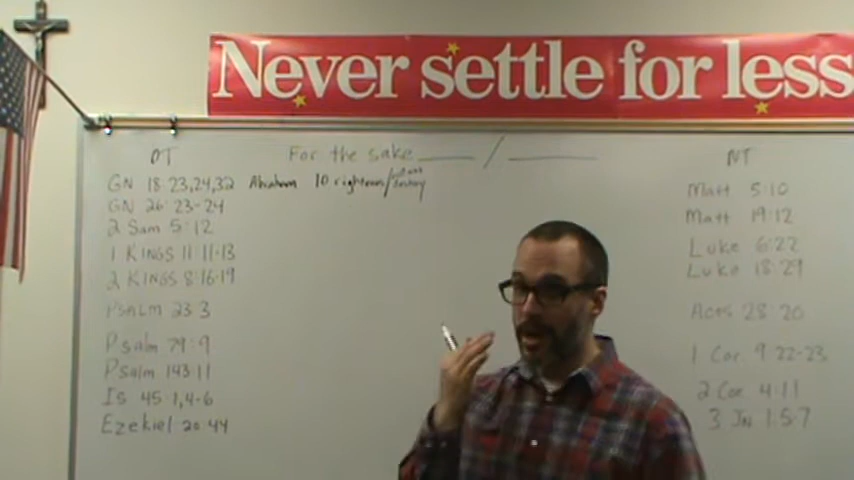 Never settle for less
OT
For the sake ____ / ____
NT
GN 18:23,24,32 Abraham 10 righteous/
GN 26:23-24
2 Sam 5:12
1 KINGS 11:11-13
2 KINGS 8:16-19
Psalm 23:3
Psalm 79:9
Psalm 143:11
Is 45:1,4-6
Ezekiel 20:44
Matt 5:10
Matt 19:12
Luke 6:22
Luke 18:29
Acts 28:20
1 Cor. 9:22-23
2 Cor 4:11
3 JN 1:5-7